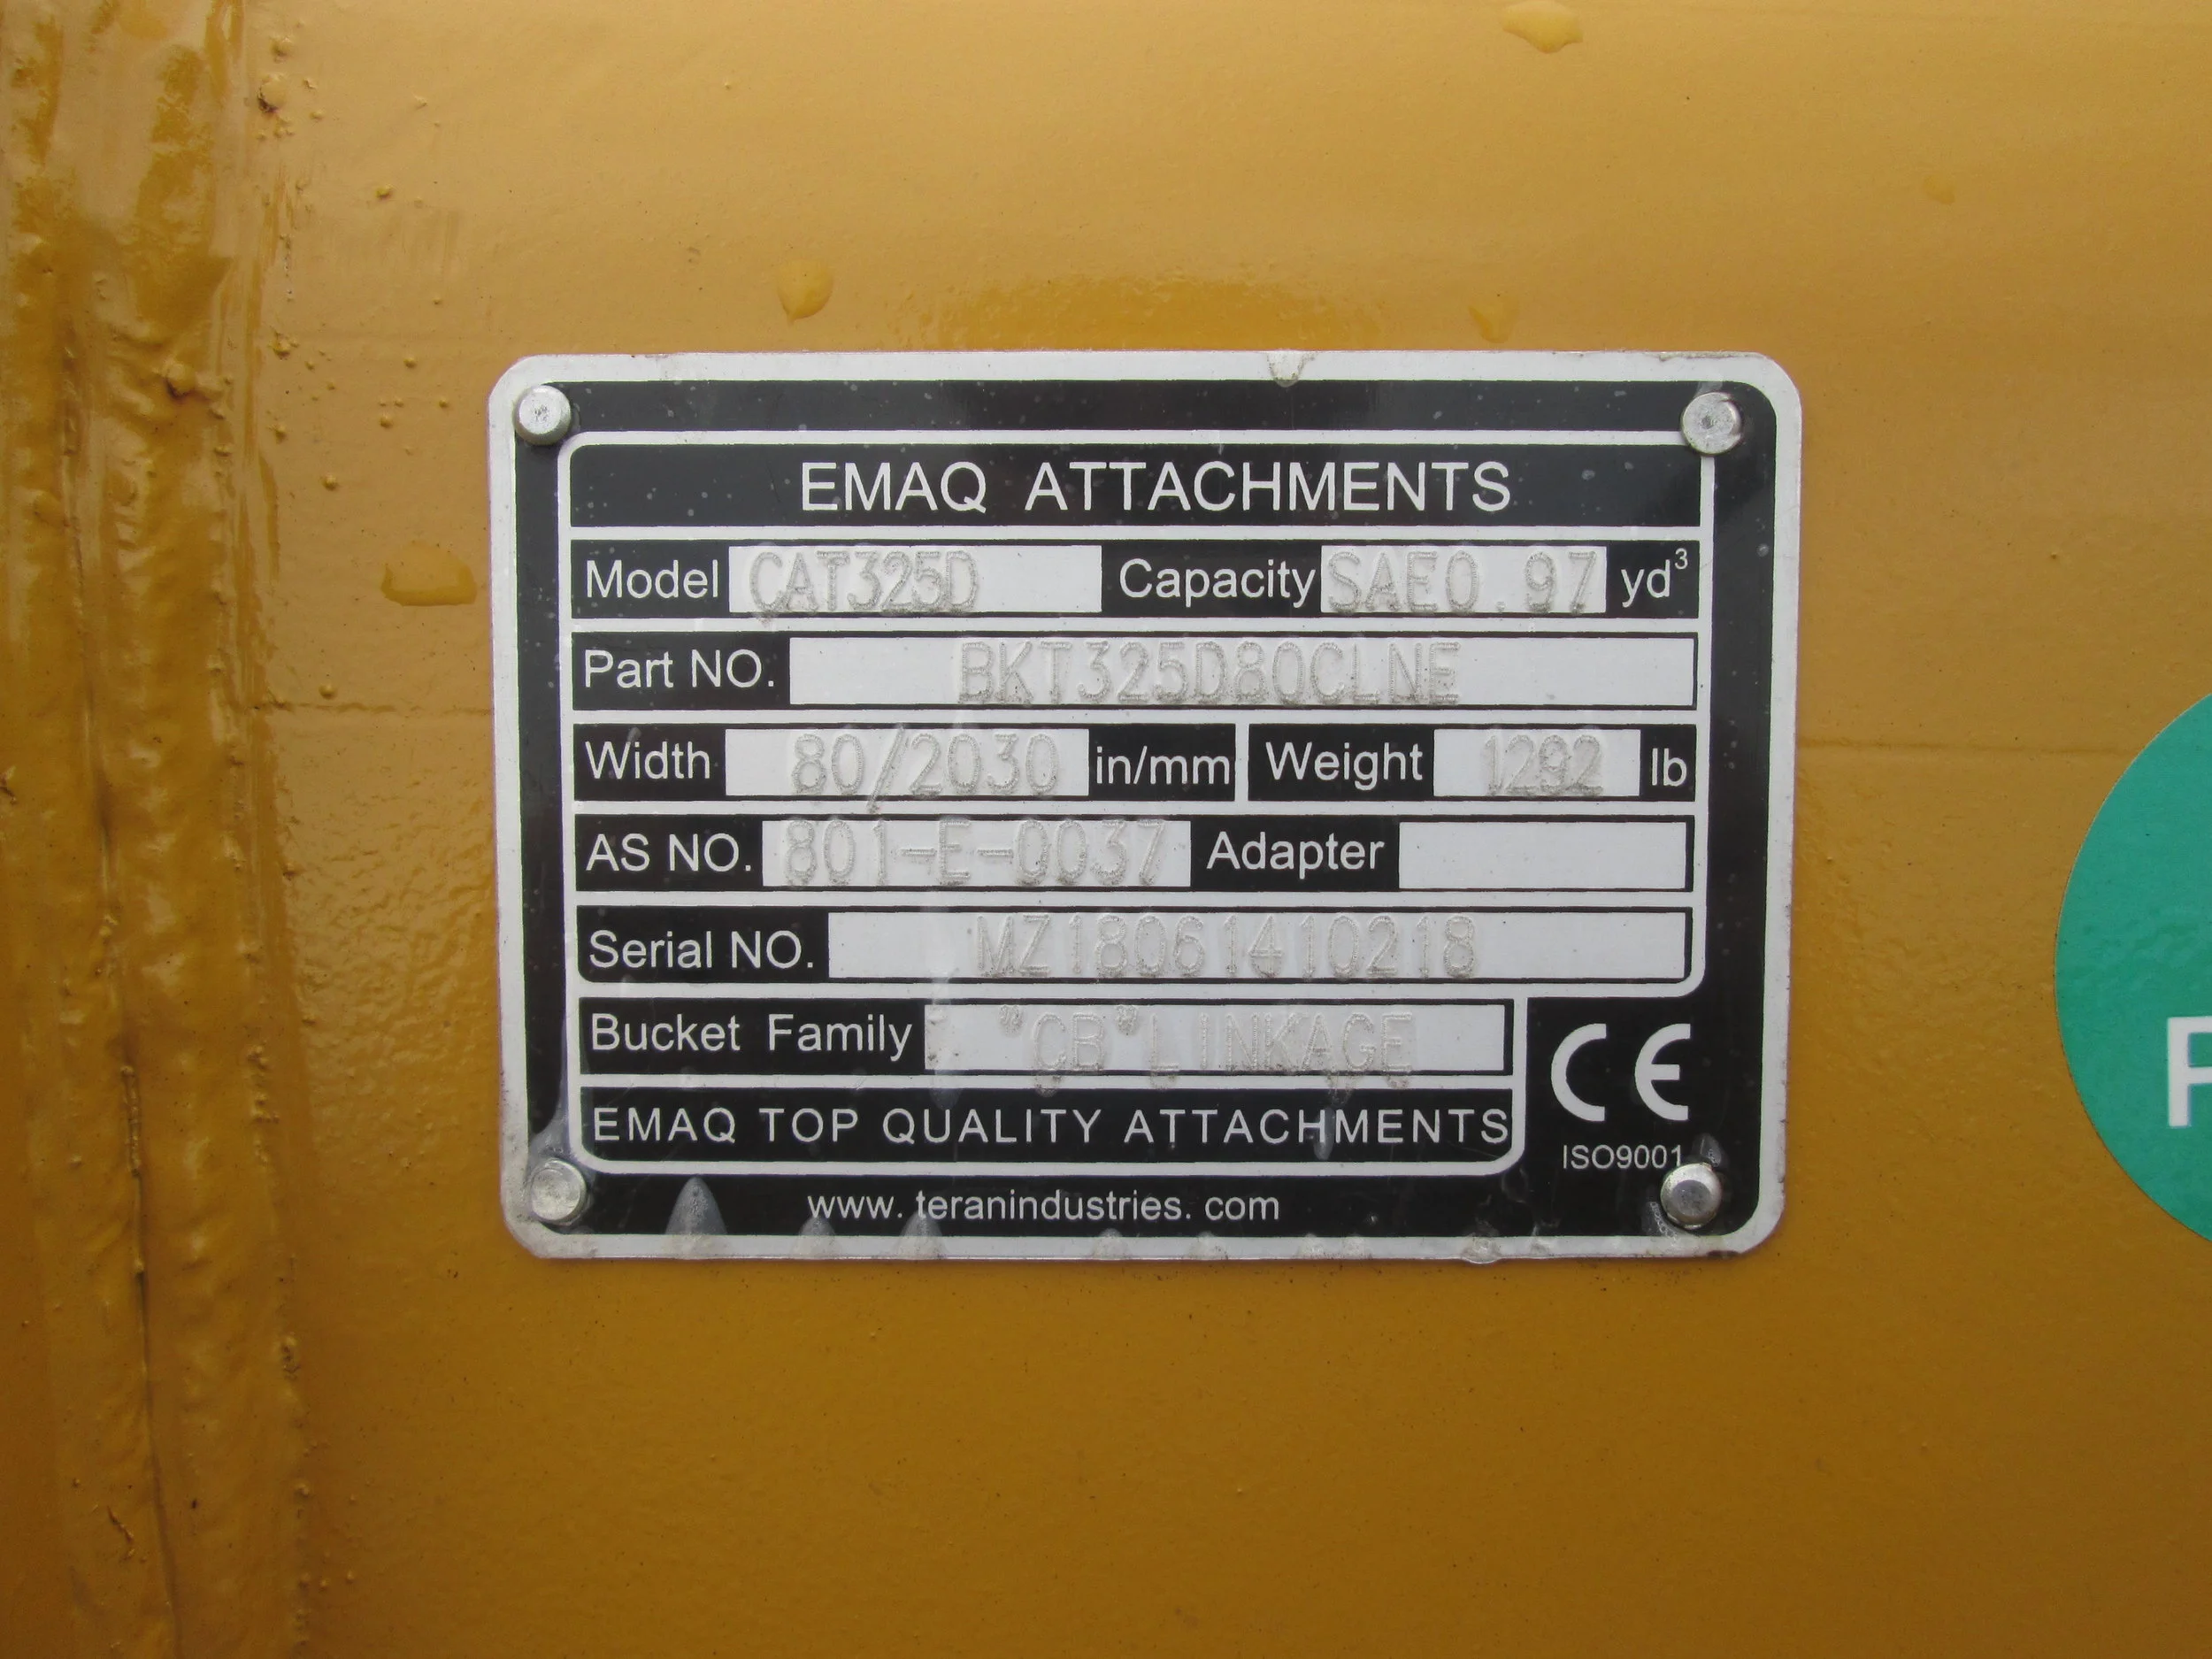 EMAQ ATTACHMENTS
Model CAT325D Capacity SAE0.97 yd³
Part NO. BKT325D80CLNE
Width 80/2030 in/mm Weight 1292 lb
AS NO. 801-E-0037 Adapter
Serial NO. MZ18061410218
Bucket Family "CB"LINKAGE
CE
EMAQ TOP QUALITY ATTACHMENTS
ISO9001
www. teranindustries. com